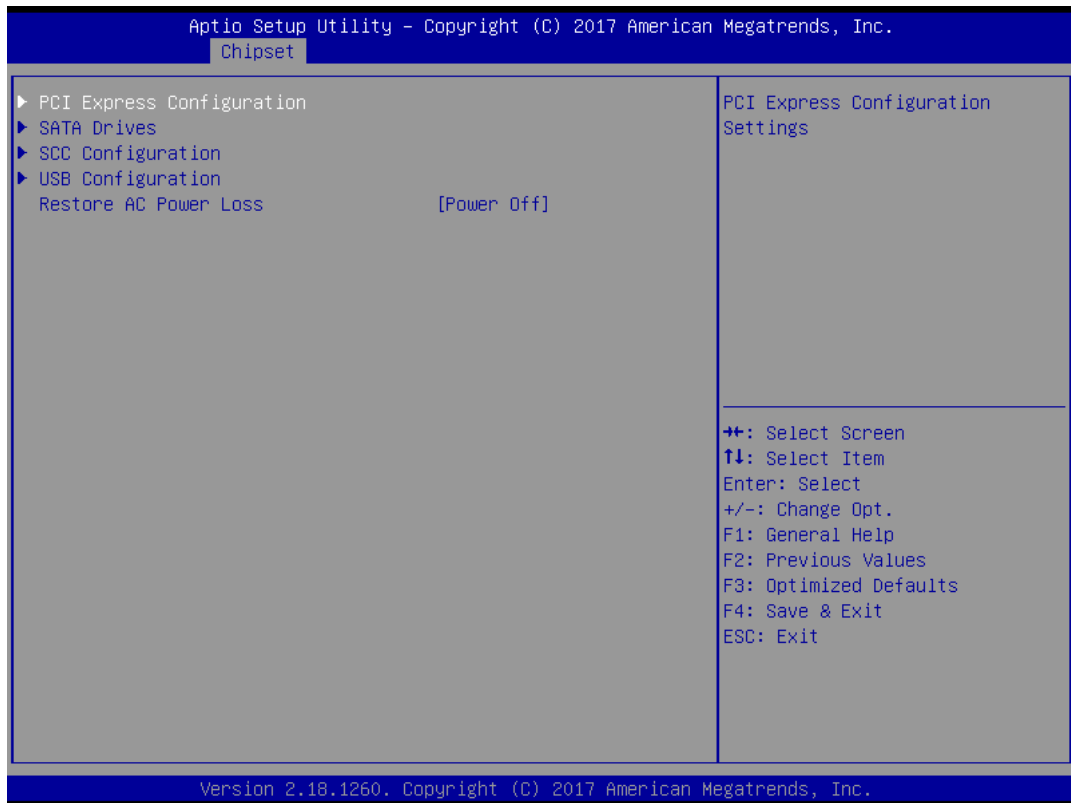 Aptio Setup Utility – Copyright (C) 2017 American Megatrends, Inc.
Chipset
▶ PCI Express Configuration
▶ SATA Drives
▶ SCC Configuration
▶ USB Configuration
Restore AC Power Loss [Power Off]
PCI Express Configuration
Settings
→←: Select Screen
↑↓: Select Item
Enter: Select
+/-: Change Opt.
F1: General Help
F2: Previous Values
F3: Optimized Defaults
F4: Save & Exit
ESC: Exit
Version 2.18.1260. Copyright (C) 2017 American Megatrends, Inc.